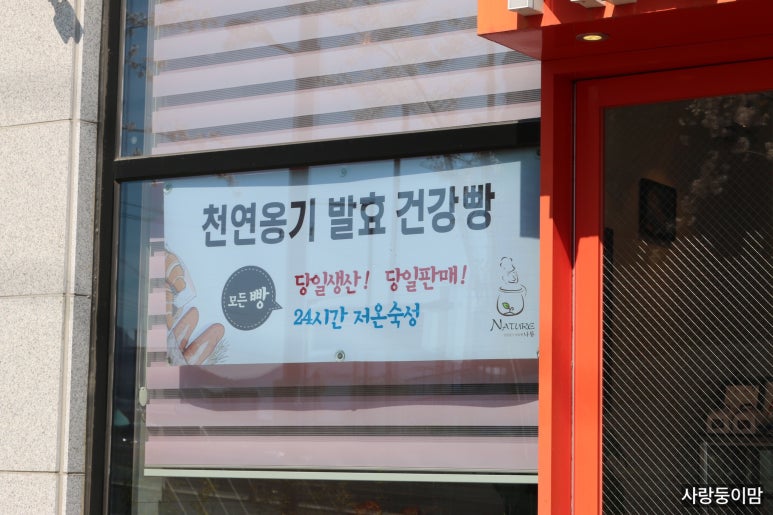 천연옹기 발효 건강빵
모든 빵
당일생산! 당일판매!
24시간 저온숙성
NATURE
사랑둥이맘